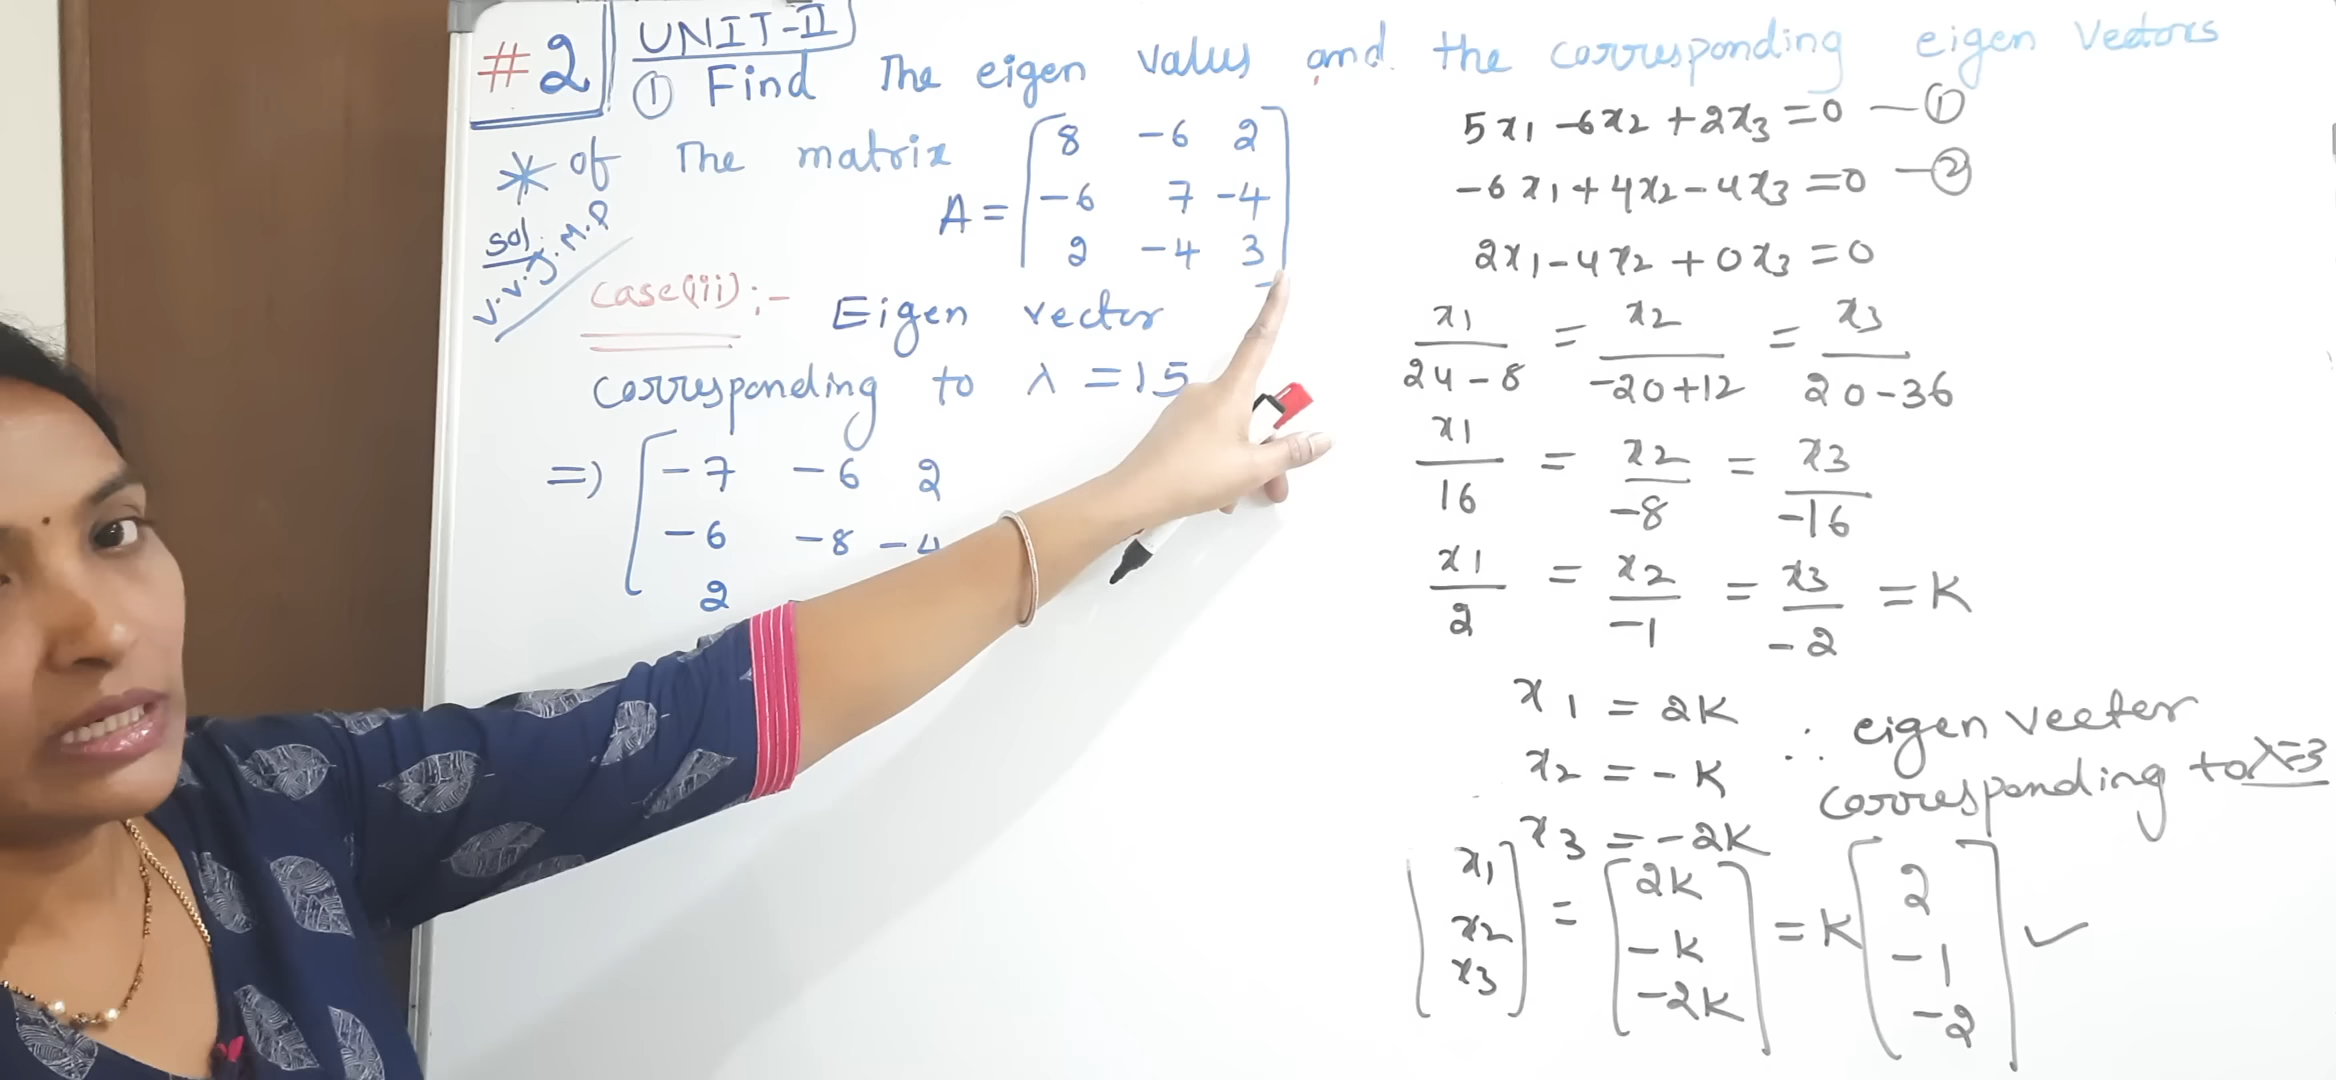 #2
UNIT-II
① Find The eigen values and the corresponding eigen Vectors
* of The matrix
A = [ 8 -6 2
-6 7 -4
2 -4 3 ]
Sol:
V.V.J.M.P
Case(iii):- Eigen vector
Corresponding to λ = 15
=) [ -7 -6 2
-6 -8 -4
2
5x1 -6x2 +2x3 =0 —①
-6x1+4x2-4x3=0 —②
2x1-4x2+0x3=0
x1/24-8 = x2/-20+12 = x3/20-36
x1/16 = x2/-8 = x3/-16
x1/2 = x2/-1 = x3/-2 = K
x1 = 2K
x2 = -K
x3 = -2K
∴ eigen vector
corresponding to λ=3
[ x1 x2 x3 ] = [ 2K -K -2K ] = K [ 2 -1 -2 ] ✓